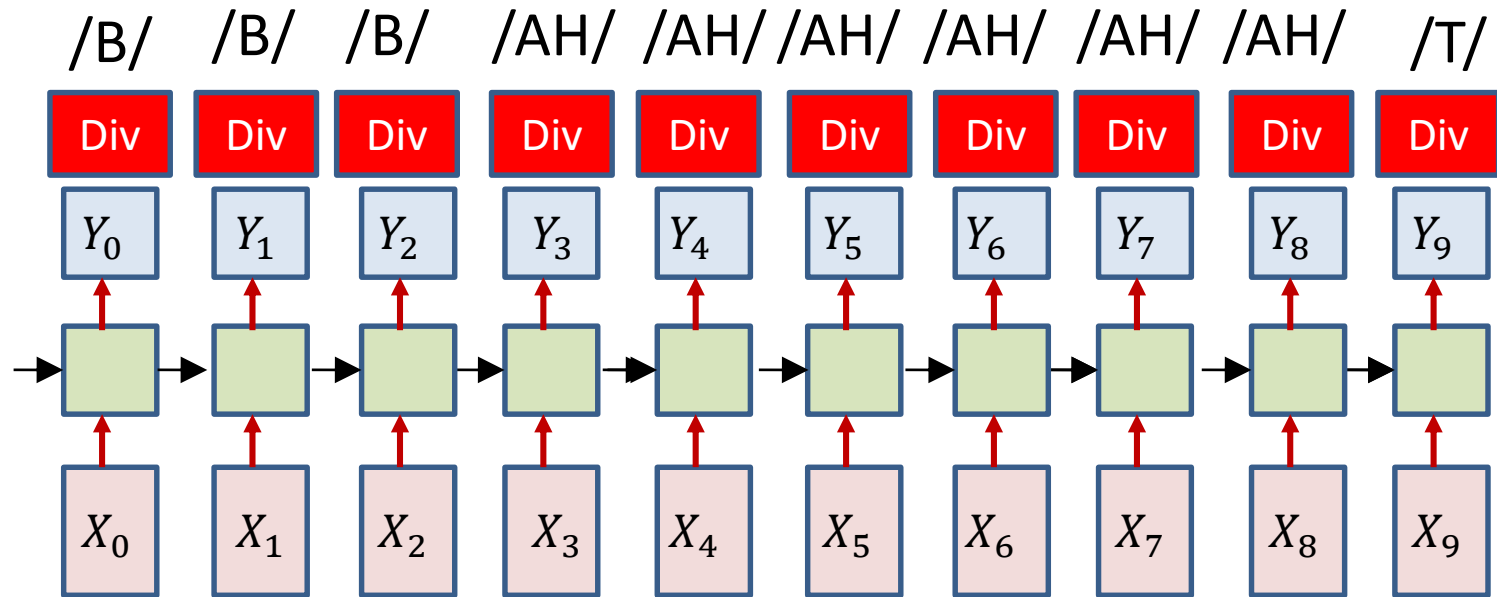 /B/ /B/ /B/ /AH/ /AH/ /AH/ /AH/ /AH/ /AH/ /T/
Div Div Div Div Div Div Div Div Div Div
Y₀ Y₁ Y₂ Y₃ Y₄ Y₅ Y₆ Y₇ Y₈ Y₉
X₀ X₁ X₂ X₃ X₄ X₅ X₆ X₇ X₈ X₉